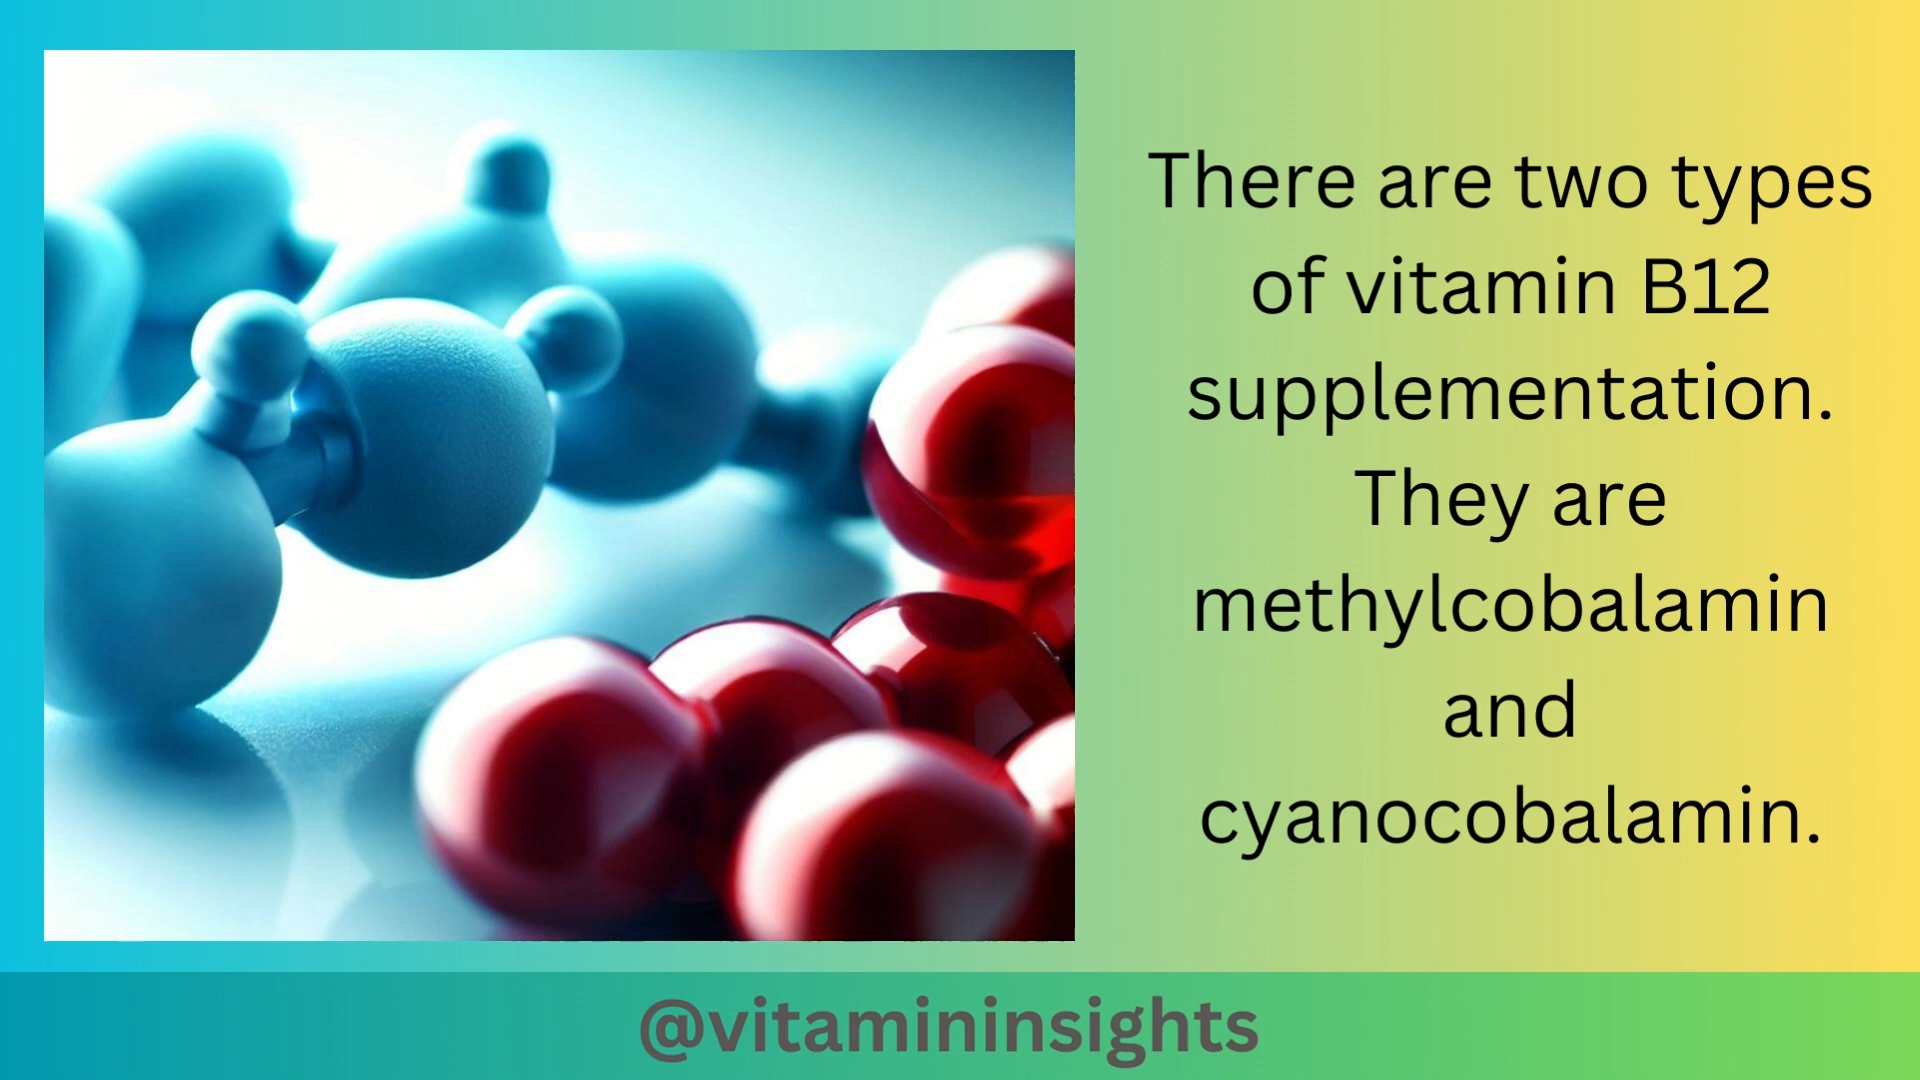 There are two types
of vitamin B12
supplementation.
They are
methylcobalamin
and
cyanocobalamin.
@vitamininsights